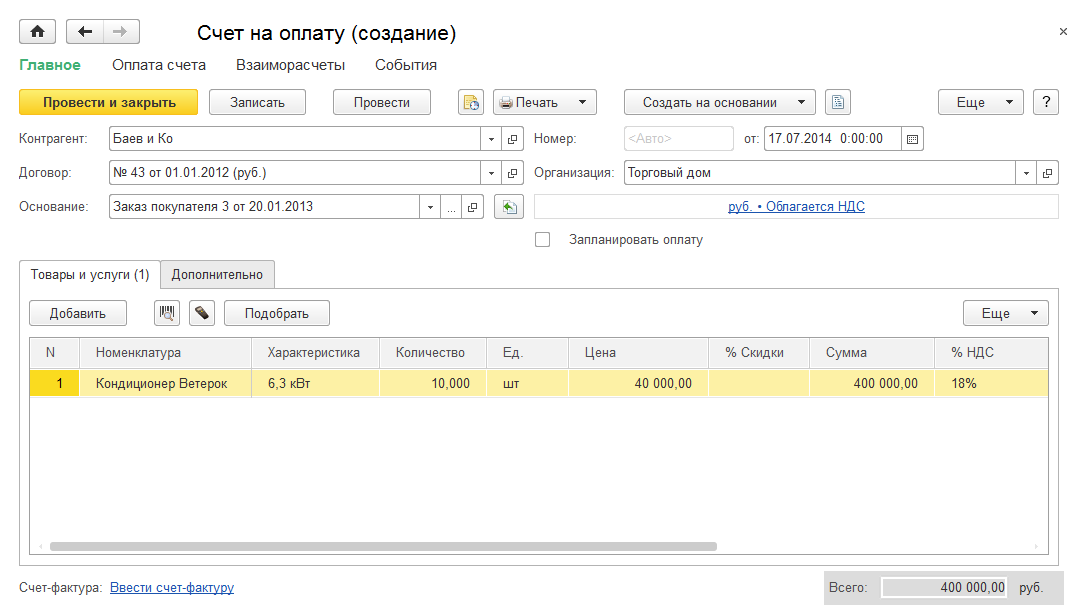 Счет на оплату (создание)
Главное Оплата счета Взаиморасчеты События
Провести и закрыть Записать Провести Печать Создать на основании Еще ?
Контрагент: Баев и Ко Номер: <Авто> от: 17.07.2014 0:00:00
Договор: № 43 от 01.01.2012 (руб.) Организация: Торговый дом
Основание: Заказ покупателя 3 от 20.01.2013 ... руб. • Облагается НДС
Запланировать оплату
Товары и услуги (1) Дополнительно
Добавить Подобрать Еще
N Номенклатура Характеристика Количество Ед. Цена % Скидки Сумма % НДС
1 Кондиционер Ветерок 6,3 кВт 10,000 шт 40 000,00 400 000,00 18%
Счет-фактура: Ввести счет-фактуру Всего: 400 000,00 руб.